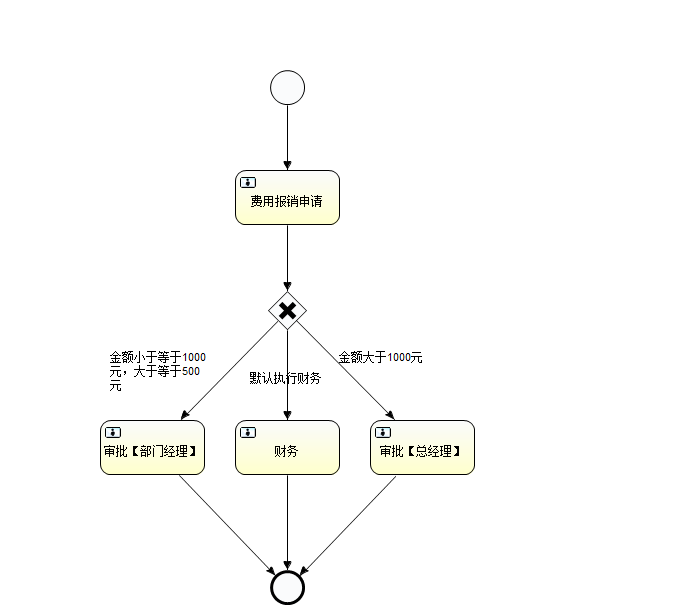 费用报销申请
金额小于等于1000
元，大于等于500
元
默认执行财务
金额大于1000元
审批【部门经理】
财务
审批【总经理】